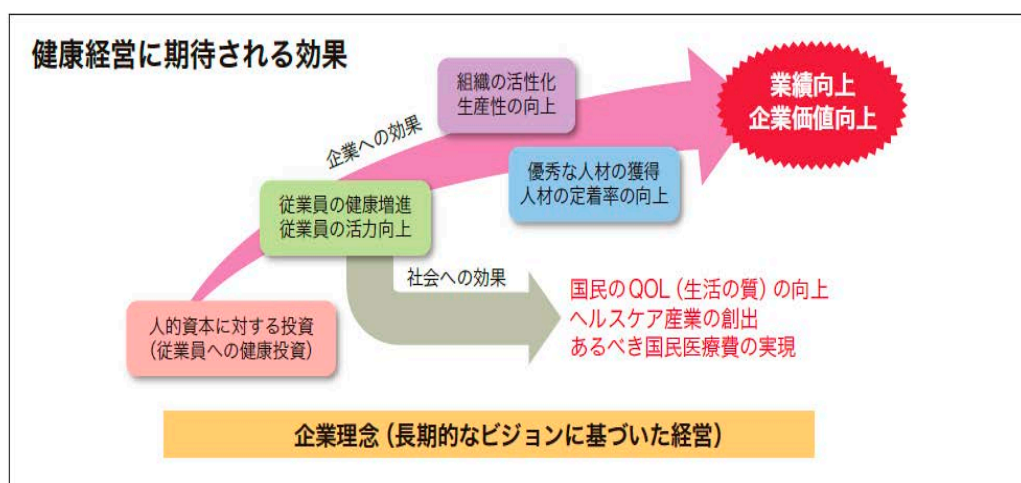 健康経営に期待される効果
組織の活性化
生産性の向上
業績向上
企業価値向上
企業への効果
優秀な人材の獲得
人材の定着率の向上
従業員の健康増進
従業員の活力向上
社会への効果
国民のQOL(生活の質)の向上
ヘルスケア産業の創出
あるべき国民医療費の実現
人的資本に対する投資
(従業員への健康投資)
企業理念(長期的なビジョンに基づいた経営)